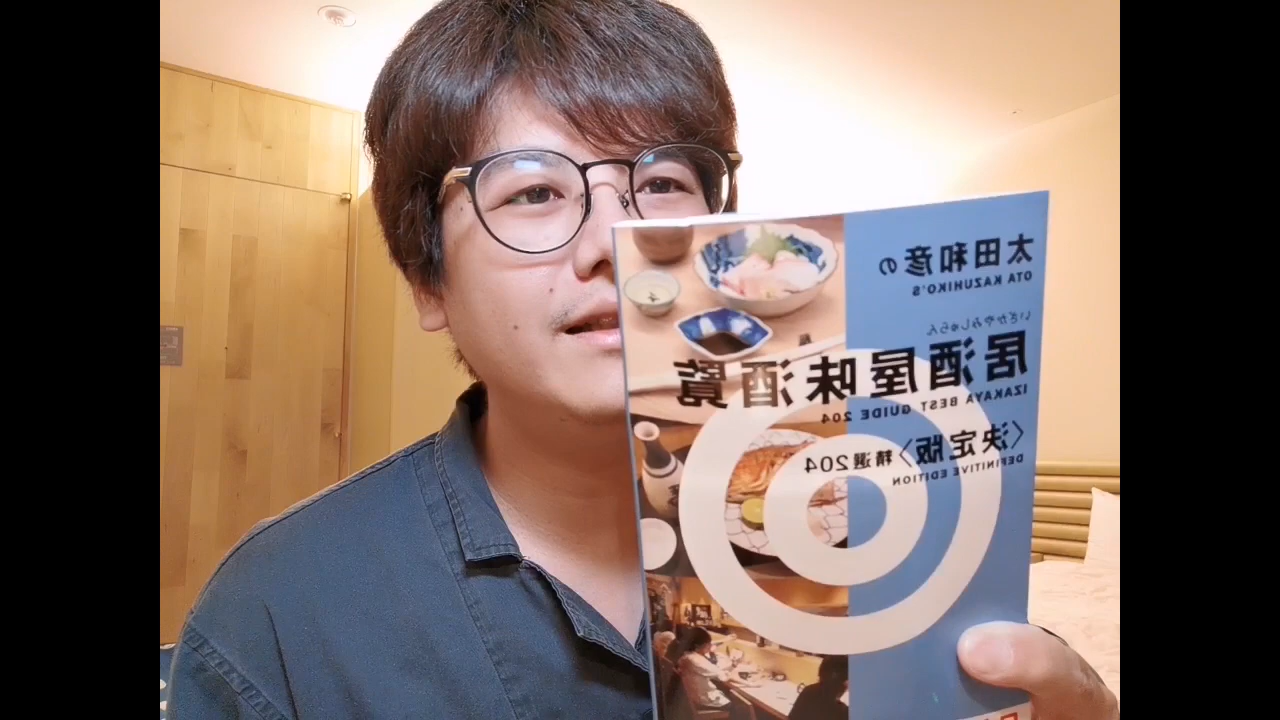 太田和彦の
OTA KAZUHIKO'S
いざかやみしゅらん
居酒屋味酒覧
IZAKAYA BEST GUIDE 204
〈決定版〉精選204
DEFINITIVE EDITION